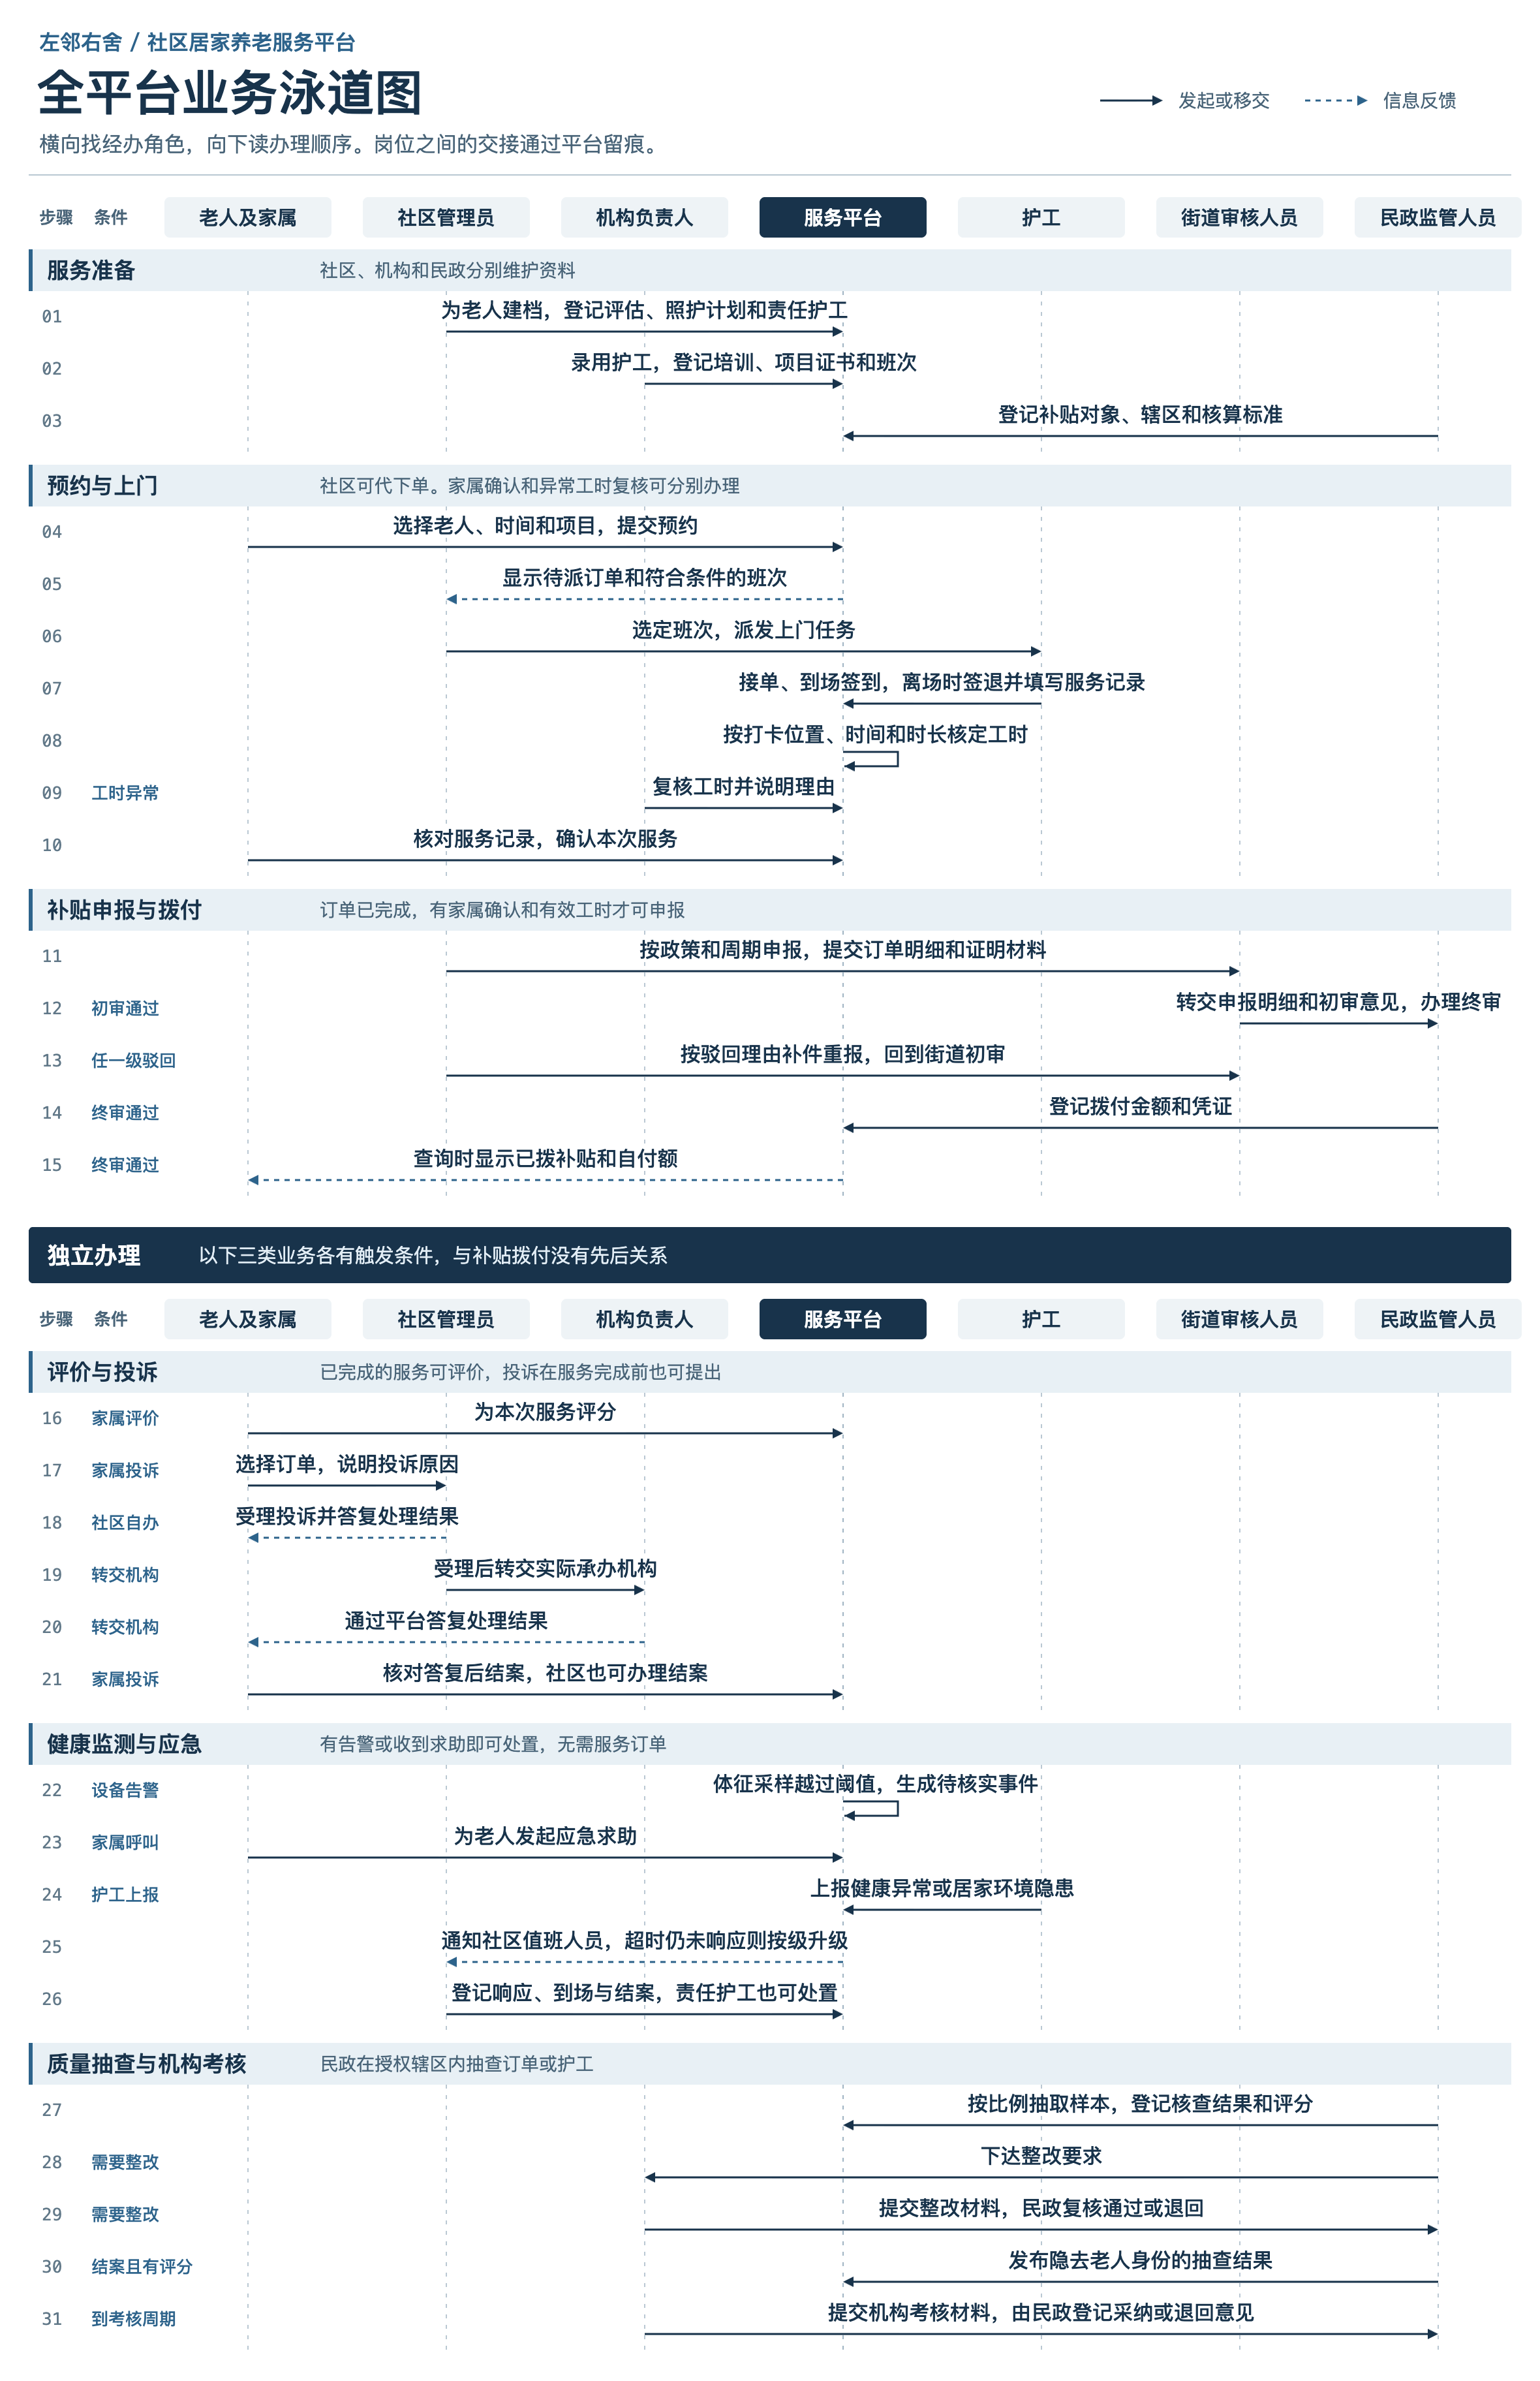 左邻右舍 / 社区居家养老服务平台
全平台业务泳道图
发起或移交 信息反馈
横向找经办角色，向下读办理顺序。岗位之间的交接通过平台留痕。
步骤 条件 老人及家属 社区管理员 机构负责人 服务平台 护工 街道审核人员 民政监管人员
服务准备 社区、机构和民政分别维护资料
01 为老人建档，登记评估、照护计划和责任护工
02 录用护工，登记培训、项目证书和班次
03 登记补贴对象、辖区和核算标准
预约与上门 社区可代下单。家属确认和异常工时复核可分别办理
04 选择老人、时间和项目，提交预约
05 显示待派订单和符合条件的班次
06 选定班次，派发上门任务
07 接单、到场签到，离场时签退并填写服务记录
08 按打卡位置、时间和时长核定工时
09 工时异常 复核工时并说明理由
10 核对服务记录，确认本次服务
补贴申报与拨付 订单已完成，有家属确认和有效工时才可申报
11 按政策和周期申报，提交订单明细和证明材料
12 初审通过 转交申报明细和初审意见，办理终审
13 任一级驳回 按驳回理由补件重报，回到街道初审
14 终审通过 登记拨付金额和凭证
15 终审通过 查询时显示已拨补贴和自付额
独立办理 以下三类业务各有触发条件，与补贴拨付没有先后关系
步骤 条件 老人及家属 社区管理员 机构负责人 服务平台 护工 街道审核人员 民政监管人员
评价与投诉 已完成的服务可评价，投诉在服务完成前也可提出
16 家属评价 为本次服务评分
17 家属投诉 选择订单，说明投诉原因
18 社区自办 受理投诉并答复处理结果
19 转交机构 受理后转交实际承办机构
20 转交机构 通过平台答复处理结果
21 家属投诉 核对答复后结案，社区也可办理结案
健康监测与应急 有告警或收到求助即可处置，无需服务订单
22 设备告警 体征采样越过阈值，生成待核实事件
23 家属呼叫 为老人发起应急求助
24 护工上报 上报健康异常或居家环境隐患
25 通知社区值班人员，超时仍未响应则按级升级
26 登记响应、到场与结案，责任护工也可处置
质量抽查与机构考核 民政在授权辖区内抽查订单或护工
27 按比例抽取样本，登记核查结果和评分
28 需要整改 下达整改要求
29 需要整改 提交整改材料，民政复核通过或退回
30 结案且有评分 发布隐去老人身份的抽查结果
31 到考核周期 提交机构考核材料，由民政登记采纳或退回意见